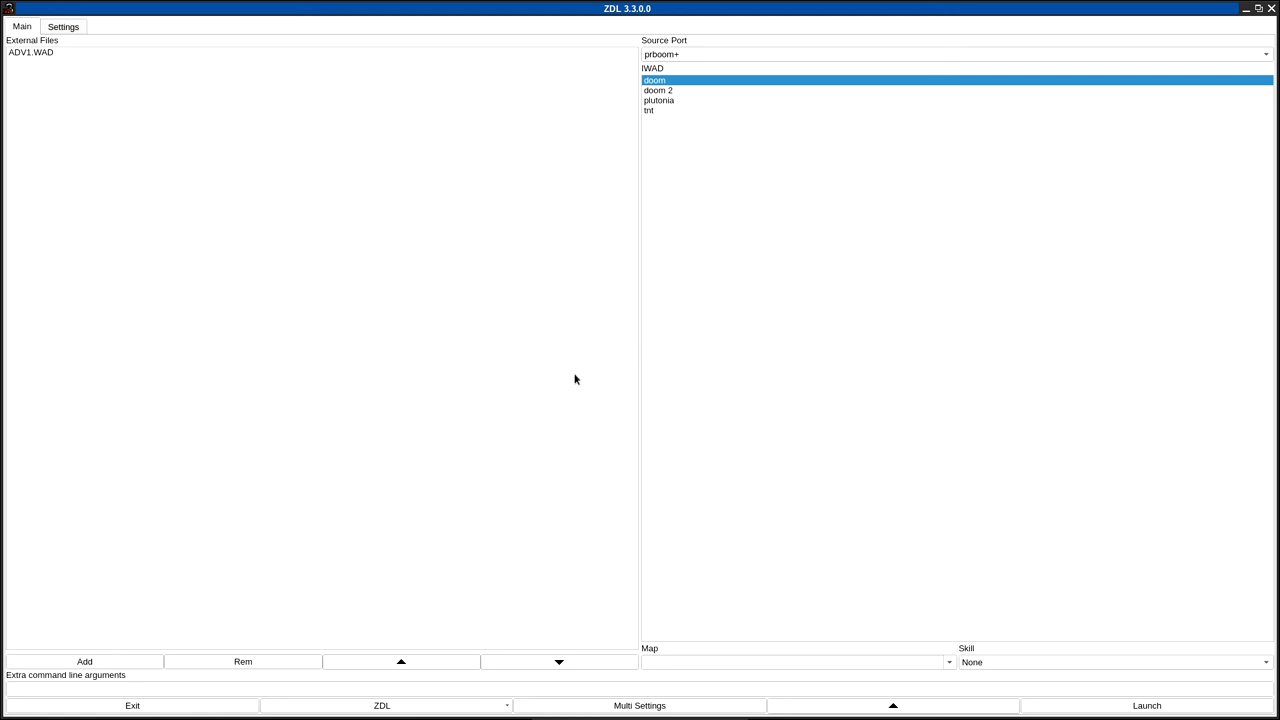 ZDL 3.3.0.0
Main
Settings
External Files
ADV1.WAD
Source Port
prboom+
IWAD
doom
doom 2
plutonia
tnt
Add
Rem
Map
Skill
None
Extra command line arguments
Exit
ZDL
Multi Settings
Launch